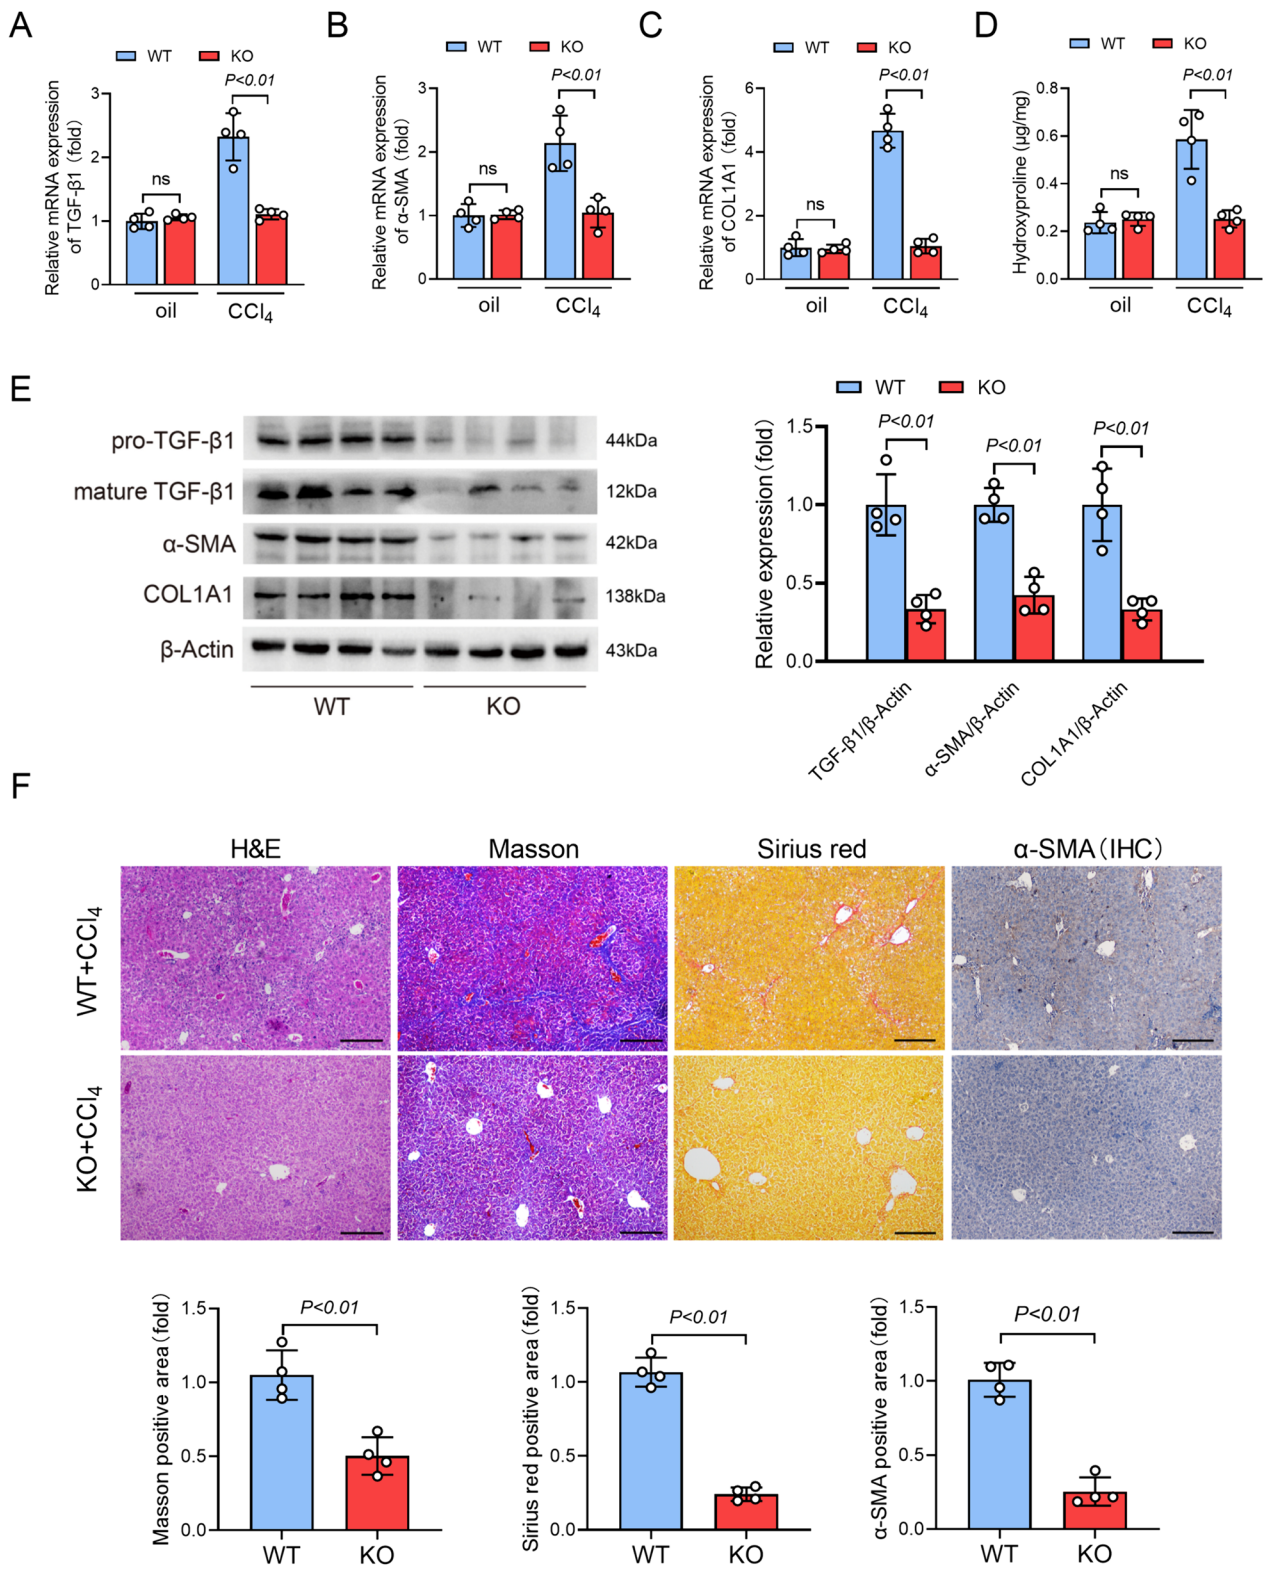 A
WT KO
P<0.01
ns
Relative mRNA expression
of TGF-β1 (fold)
3
2
1
0
oil CCl4
B
WT KO
P<0.01
ns
Relative mRNA expression
of α-SMA (fold)
3
2
1
0
oil CCl4
C
WT KO
P<0.01
ns
Relative mRNA expression
of COL1A1 (fold)
6
4
2
0
oil CCl4
D
WT KO
P<0.01
ns
Hydroxyproline (μg/mg)
0.8
0.6
0.4
0.2
0.0
oil CCl4
E
pro-TGF-β1 44kDa
mature TGF-β1 12kDa
α-SMA 42kDa
COL1A1 138kDa
β-Actin 43kDa
WT KO
WT KO
P<0.01
P<0.01
P<0.01
Relative expression (fold)
1.5
1.0
0.5
0.0
TGF-β1/β-Actin
α-SMA/β-Actin
COL1A1/β-Actin
F
H&E Masson Sirius red α-SMA (IHC)
WT+CCl4
KO+CCl4
P<0.01
Masson positive area (fold)
1.5
1.0
0.5
0.0
WT KO
P<0.01
Sirius red positive area (fold)
1.5
1.0
0.5
0.0
WT KO
P<0.01
α-SMA positive area (fold)
1.5
1.0
0.5
0.0
WT KO